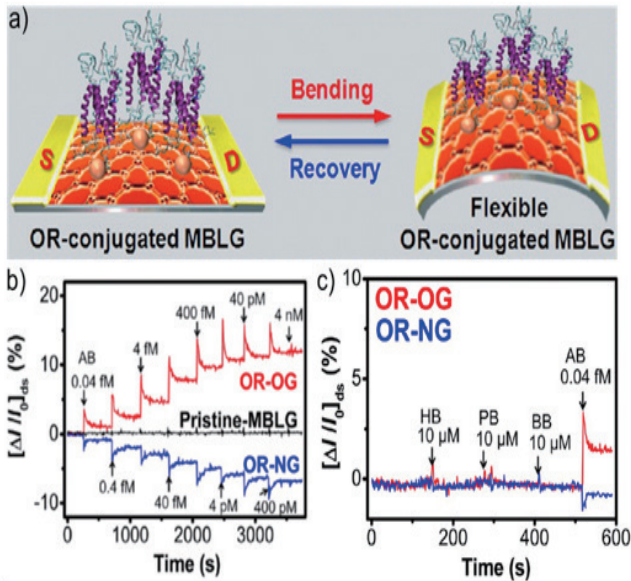 a)
S
D
Bending
Recovery
S
D
OR-conjugated MBLG
Flexible
OR-conjugated MBLG
b)
[ΔI /I₀]ds (%)
20
10
0
-10
AB
0.04 fM
4 fM
400 fM
40 pM
4 nM
OR-OG
Pristine-MBLG
OR-NG
0.4 fM
40 fM
4 pM
400 pM
0
1000
2000
3000
Time (s)
c)
[ΔI /I₀]ds (%)
10
5
0
OR-OG
OR-NG
HB
10 µM
PB
10 µM
BB
10 µM
AB
0.04 fM
0
200
400
600
Time (s)